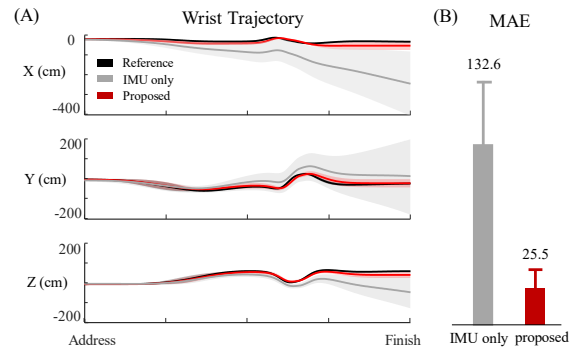 (A)
Wrist Trajectory
X (cm)
0
-400
Reference
IMU only
Proposed
Y (cm)
200
-200
Z (cm)
200
-200
Address
Finish
(B)
MAE
132.6
25.5
IMU only
proposed